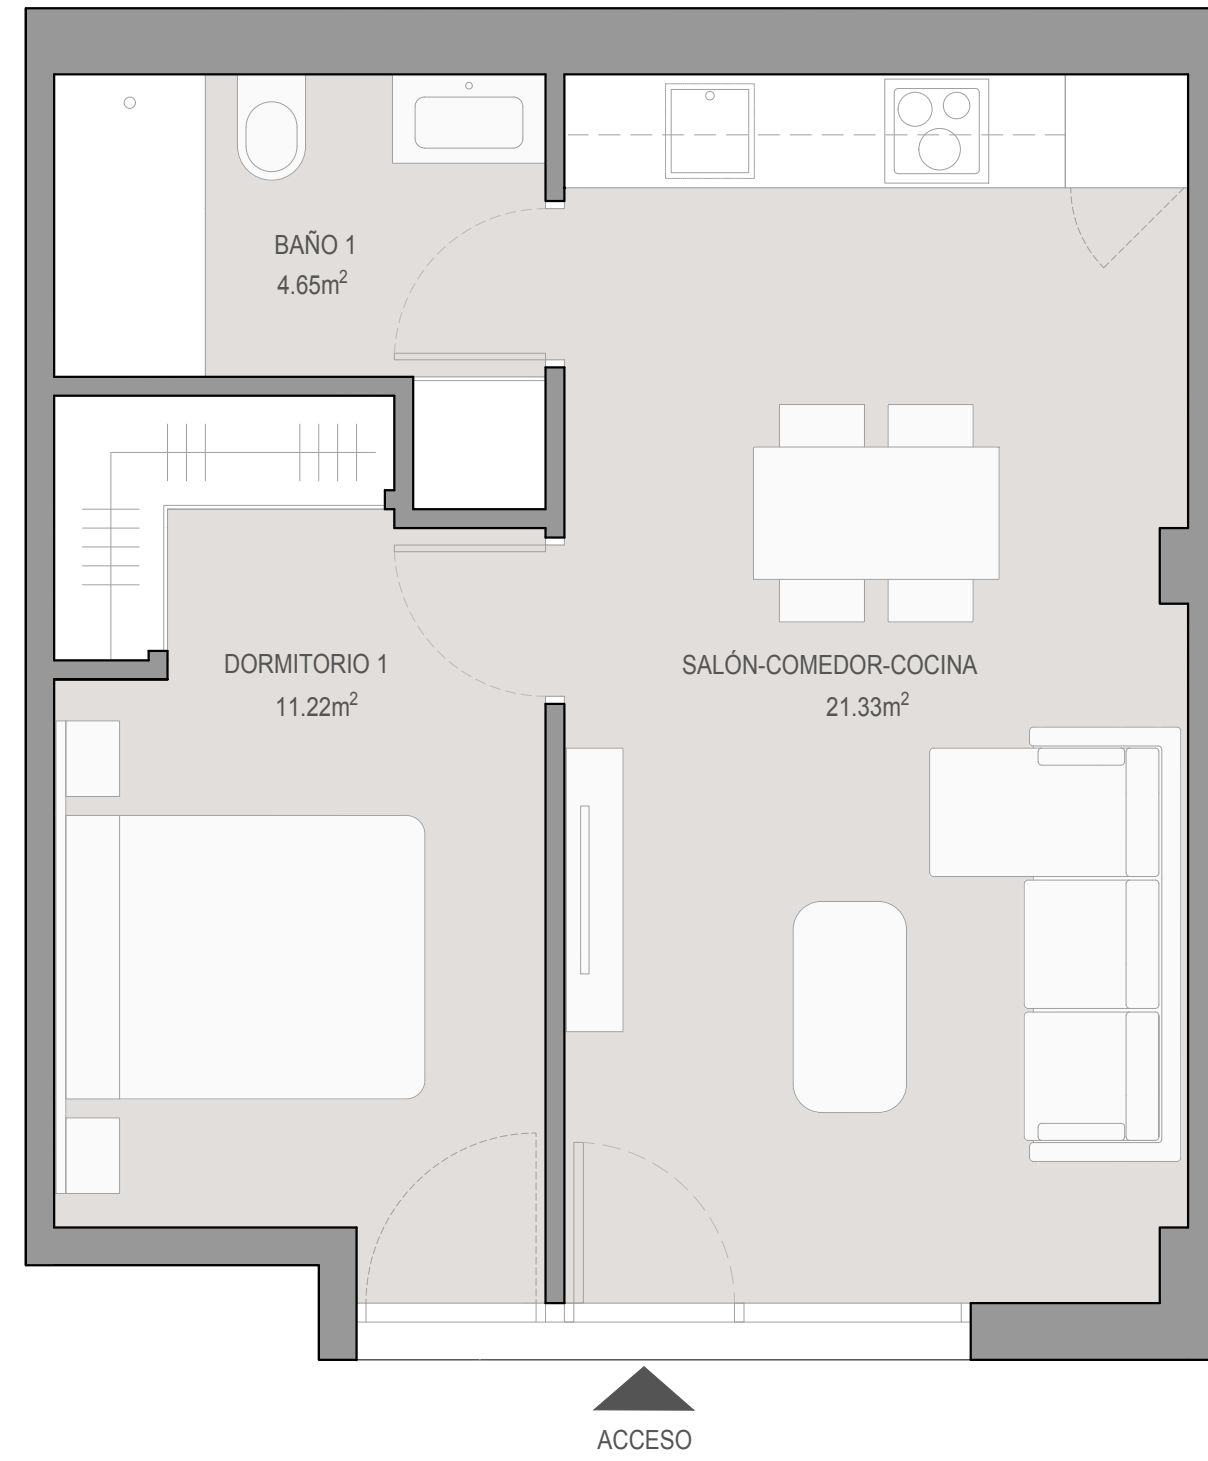 BAÑO 1
4.65m²
DORMITORIO 1
11.22m²
SALÓN-COMEDOR-COCINA
21.33m²
ACCESO